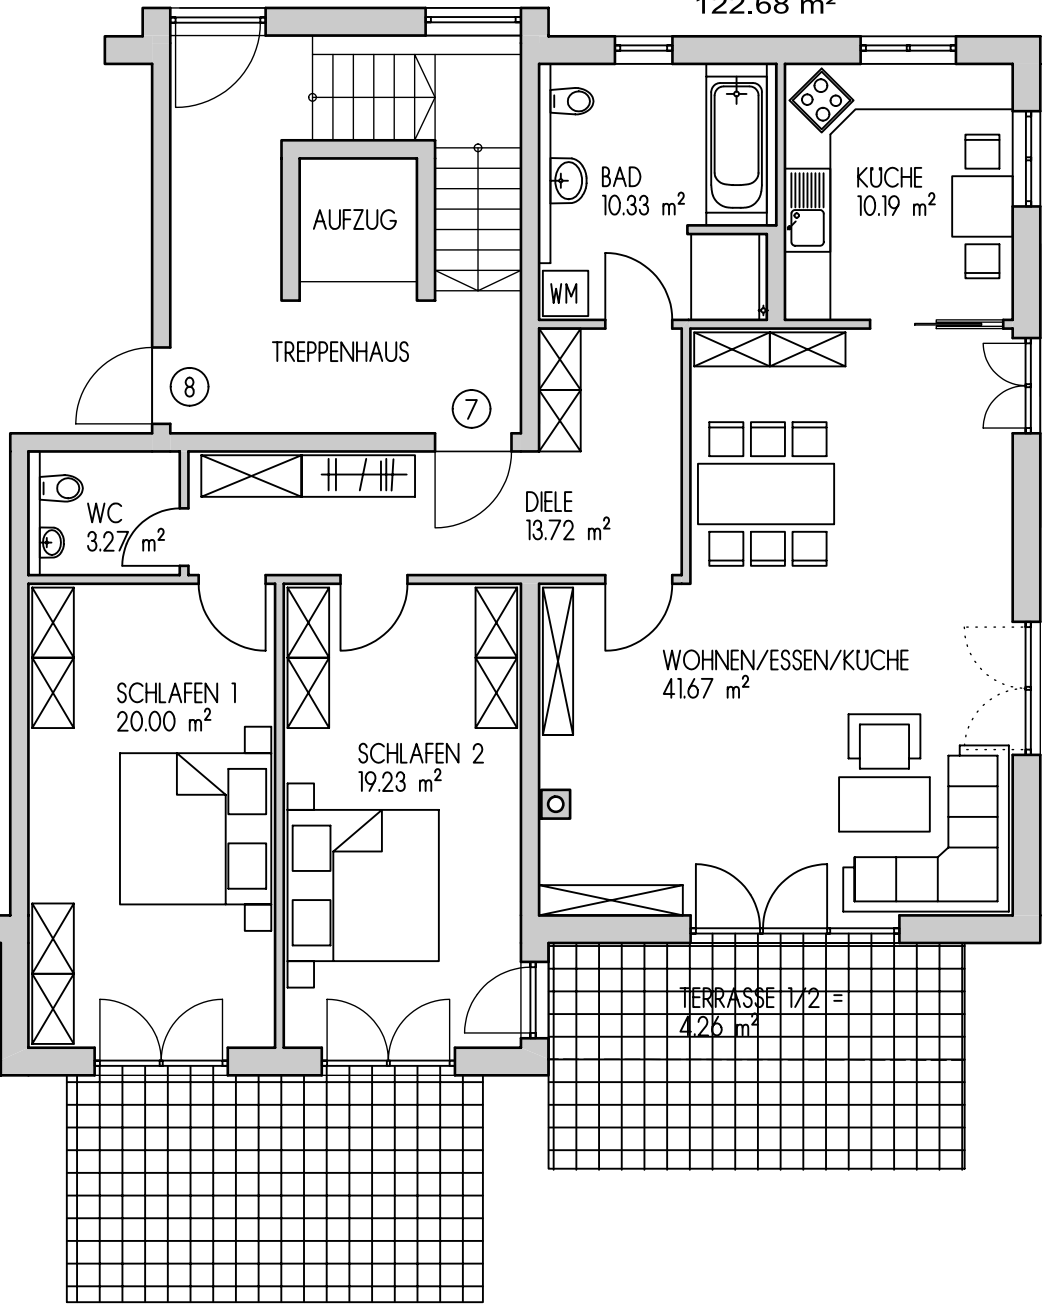 122.68 m²
BAD
10.33 m²
KÜCHE
10.19 m²
AUFZUG
WM
TREPPENHAUS
8
7
WC
3.27 m²
DIELE
13.72 m²
WOHNEN/ESSEN/KÜCHE
41.67 m²
SCHLAFEN 1
20.00 m²
SCHLAFEN 2
19.23 m²
TERRASSE 1/2 =
4.26 m²